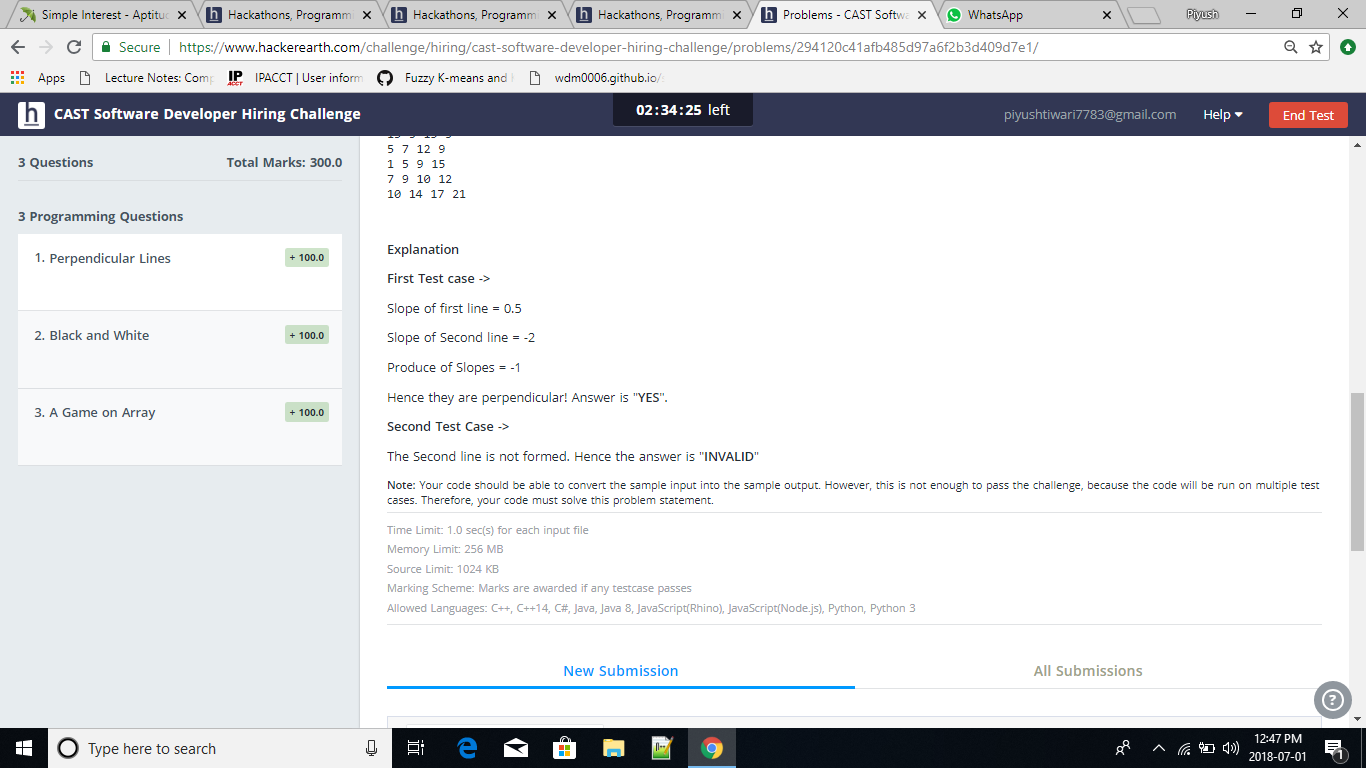 Simple Interest - Aptitu
Hackathons, Programm
Hackathons, Programm
Hackathons, Programm
Problems - CAST Softwa
WhatsApp
Piyush
Secure
https://www.hackerearth.com/challenge/hiring/cast-software-developer-hiring-challenge/problems/294120c41afb485d97a6f2b3d409d7e1/
Apps
Lecture Notes: Comp
IPACCT | User inform
Fuzzy K-means and
wdm0006.github.io/
h CAST Software Developer Hiring Challenge
02:34:25 left
piyushtiwari7783@gmail.com
Help
End Test
3 Questions
Total Marks: 300.0
3 Programming Questions
1. Perpendicular Lines
+ 100.0
2. Black and White
+ 100.0
3. A Game on Array
+ 100.0
5 7 12 9
1 5 9 15
7 9 10 12
10 14 17 21
Explanation
First Test case ->
Slope of first line = 0.5
Slope of Second line = -2
Produce of Slopes = -1
Hence they are perpendicular! Answer is "YES".
Second Test Case ->
The Second line is not formed. Hence the answer is "INVALID"
Note: Your code should be able to convert the sample input into the sample output. However, this is not enough to pass the challenge, because the code will be run on multiple test
cases. Therefore, your code must solve this problem statement.
Time Limit: 1.0 sec(s) for each input file
Memory Limit: 256 MB
Source Limit: 1024 KB
Marking Scheme: Marks are awarded if any testcase passes
Allowed Languages: C++, C++14, C#, Java, Java 8, JavaScript(Rhino), JavaScript(Node.js), Python, Python 3
New Submission
All Submissions
?
Type here to search
12:47 PM
2018-07-01
1